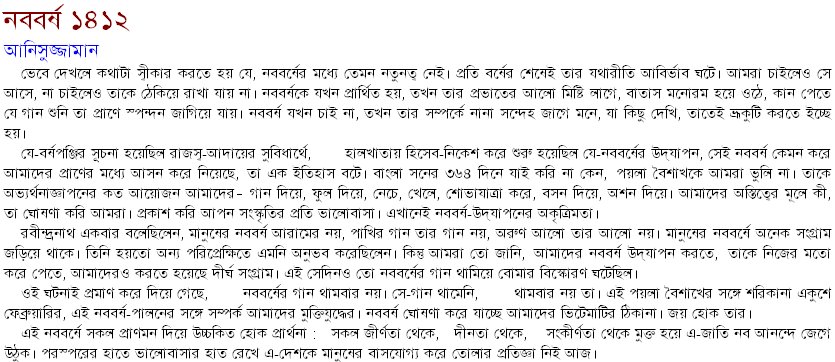 নববর্ষ ১৪১২
আনিসুজ্জামান
ভেবে দেখলে কথাটা স্বীকার করতে হয় যে, নববর্ষের মধ্যে তেমন নতুনত্ব নেই। প্রতি বর্ষের শেষেই তার যথারীতি আবির্ভাব ঘটে। আমরা চাইলেও সে
আসে, না চাইলেও তাকে ঠেকিয়ে রাখা যায় না। নববর্ষকে যখন প্রার্থিত হয়, তখন তার প্রভাতের আলো মিষ্টি লাগে, বাতাস মনোরম হয়ে ওঠে, কান পেতে
যে গান শুনি তা প্রাণে স্পন্দন জাগিয়ে যায়। নববর্ষ যখন চাই না, তখন তার সম্পর্কে নানা সন্দেহ জাগে মনে, যা কিছু দেখি, তাতেই ভ্রূকুটি করতে ইচ্ছে
হয়।
যে-বর্ষপঞ্জির সূচনা হয়েছিল রাজস্ব-আদায়ের সুবিধার্থে, হালখাতায় হিসেব-নিকেশ করে শুরু হয়েছিল যে-নববর্ষের উদ্‌যাপন, সেই নববর্ষ কেমন করে
আমাদের প্রাণের মধ্যে আসন করে নিয়েছে, তা এক ইতিহাস বটে। বাংলা সনের ৩৬৪ দিনে যাই করি না কেন, পয়লা বৈশাখকে আমরা ভুলি না। তাকে
অভ্যর্থনাজ্ঞাপনের কত আয়োজন আমাদের– গান দিয়ে, ফুল দিয়ে, নেচে, খেলে, শোভাযাত্রা করে, বসন দিয়ে, অশন দিয়ে। আমাদের অস্তিত্বের মূলে কী,
তা ঘোষণা করি আমরা। প্রকাশ করি আপন সংস্কৃতির প্রতি ভালোবাসা। এখানেই নববর্ষ-উদ্‌যাপনের অকৃত্রিমতা।
রবীন্দ্রনাথ একবার বলেছিলেন, মানুষের নববর্ষ আরামের নয়, পাখির গান তার গান নয়, অরুণ আলো তার আলো নয়। মানুষের নববর্ষে অনেক সংগ্রাম
জড়িয়ে থাকে। তিনি হয়তো অন্য পরিপ্রেক্ষিতে এমনি অনুভব করেছিলেন। কিন্তু আমরা তো জানি, আমাদের নববর্ষ উদ্‌যাপন করতে, তাকে নিজের মতো
করে পেতে, আমাদেরও করতে হয়েছে দীর্ঘ সংগ্রাম। এই সেদিনও তো নববর্ষের গান থামিয়ে বোমার বিস্ফোরণ ঘটেছিল।
ওই ঘটনাই প্রমাণ করে দিয়ে গেছে, নববর্ষের গান থামবার নয়। সে-গান থামেনি, থামবার নয় তা। এই পয়লা বৈশাখের সঙ্গে শরিকানা একুশে
ফেব্রুয়ারির, এই নববর্ষ-পালনের সঙ্গে সম্পর্ক আমাদের মুক্তিযুদ্ধের। নববর্ষ ঘোষণা করে যাচ্ছে আমাদের ভিটেমাটির ঠিকানা। জয় হোক তার।
এই নববর্ষে সকল প্রাণমন দিয়ে উচ্চকিত হোক প্রার্থনা : সকল জীর্ণতা থেকে, দীনতা থেকে, সংকীর্ণতা থেকে মুক্ত হয়ে এ-জাতি নব আনন্দে জেগে
উঠুক। পরস্পরের হাতে ভালোবাসার হাত রেখে এ-দেশকে মানুষের বাসযোগ্য করে তোলার প্রতিজ্ঞা নিই আজ।